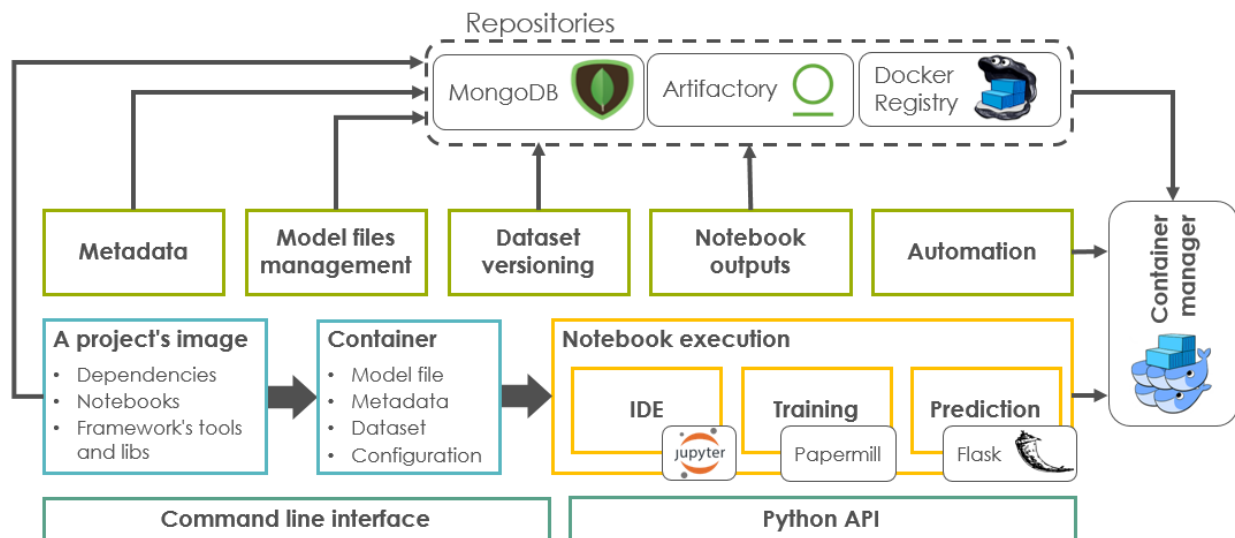 Repositories
MongoDB
Artifactory
Docker
Registry
Metadata
Model files
management
Dataset
versioning
Notebook
outputs
Automation
Container
manager
A project's image
• Dependencies
• Notebooks
• Framework's tools
and libs
Container
• Model file
• Metadata
• Dataset
• Configuration
Notebook execution
IDE
Jupyter
Training
Papermill
Prediction
Flask
Command line interface
Python API